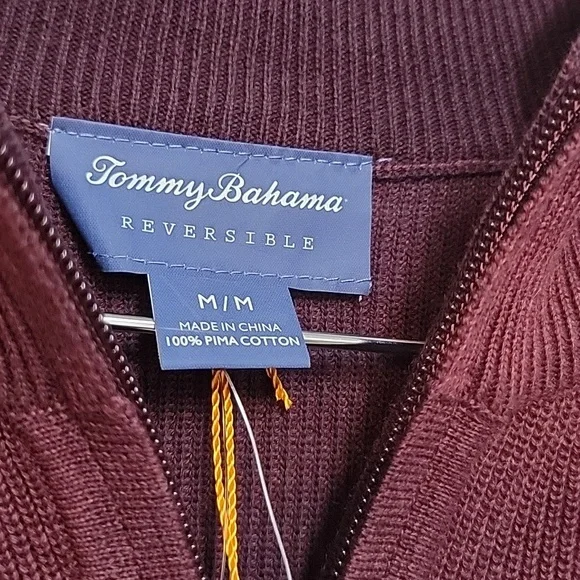 Tommy Bahama
REVERSIBLE
M/M
MADE IN CHINA
100% PIMA COTTON